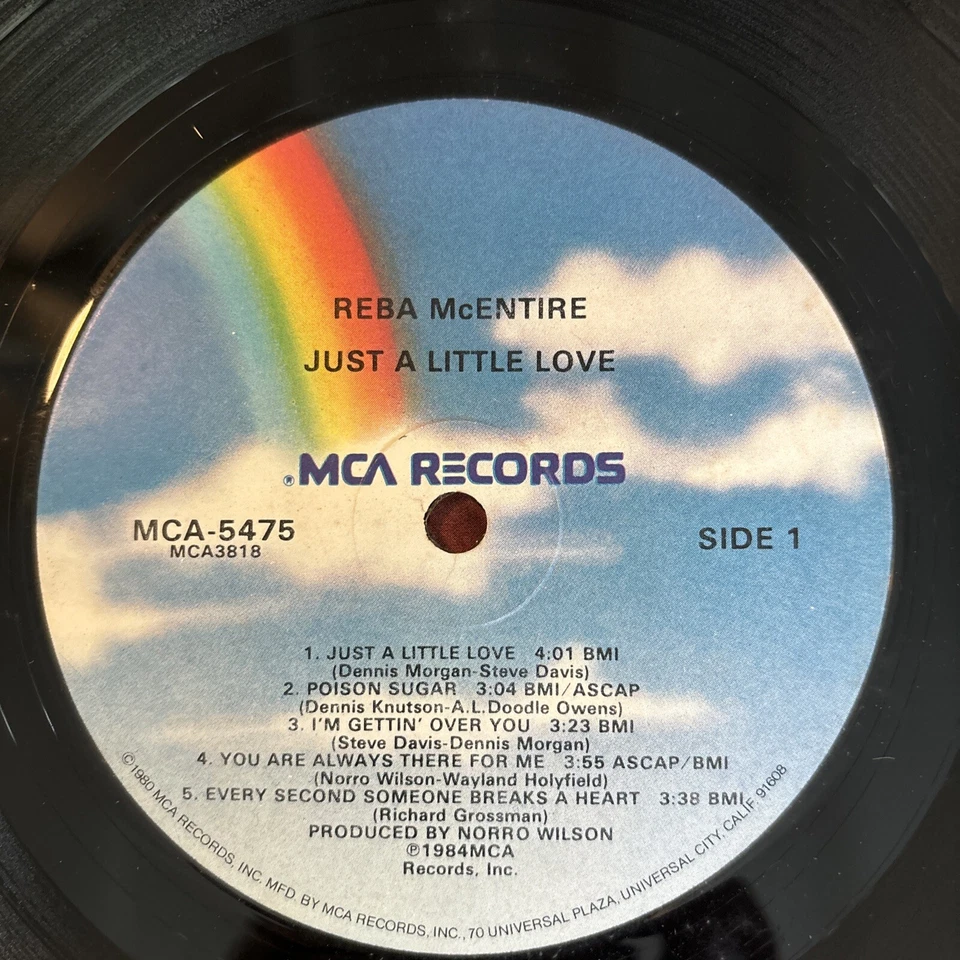 REBA McENTIRE
JUST A LITTLE LOVE
®MCA RECORDS
MCA-5475
MCA3818
SIDE 1
1. JUST A LITTLE LOVE 4:01 BMI
(Dennis Morgan-Steve Davis)
2. POISON SUGAR 3:04 BMI/ASCAP
(Dennis Knutson-A.L.Doodle Owens)
3. I'M GETTIN' OVER YOU 3:23 BMI
(Steve Davis-Dennis Morgan)
4. YOU ARE ALWAYS THERE FOR ME 3:55 ASCAP/BMI
(Norro Wilson-Wayland Holyfield)
5. EVERY SECOND SOMEONE BREAKS A HEART 3:38 BMI
(Richard Grossman)
PRODUCED BY NORRO WILSON
℗1984MCA
Records, Inc.
©1980 MCA RECORDS, INC. MFD. BY MCA RECORDS, INC., 70 UNIVERSAL PLAZA, UNIVERSAL CITY, CALIF. 91608